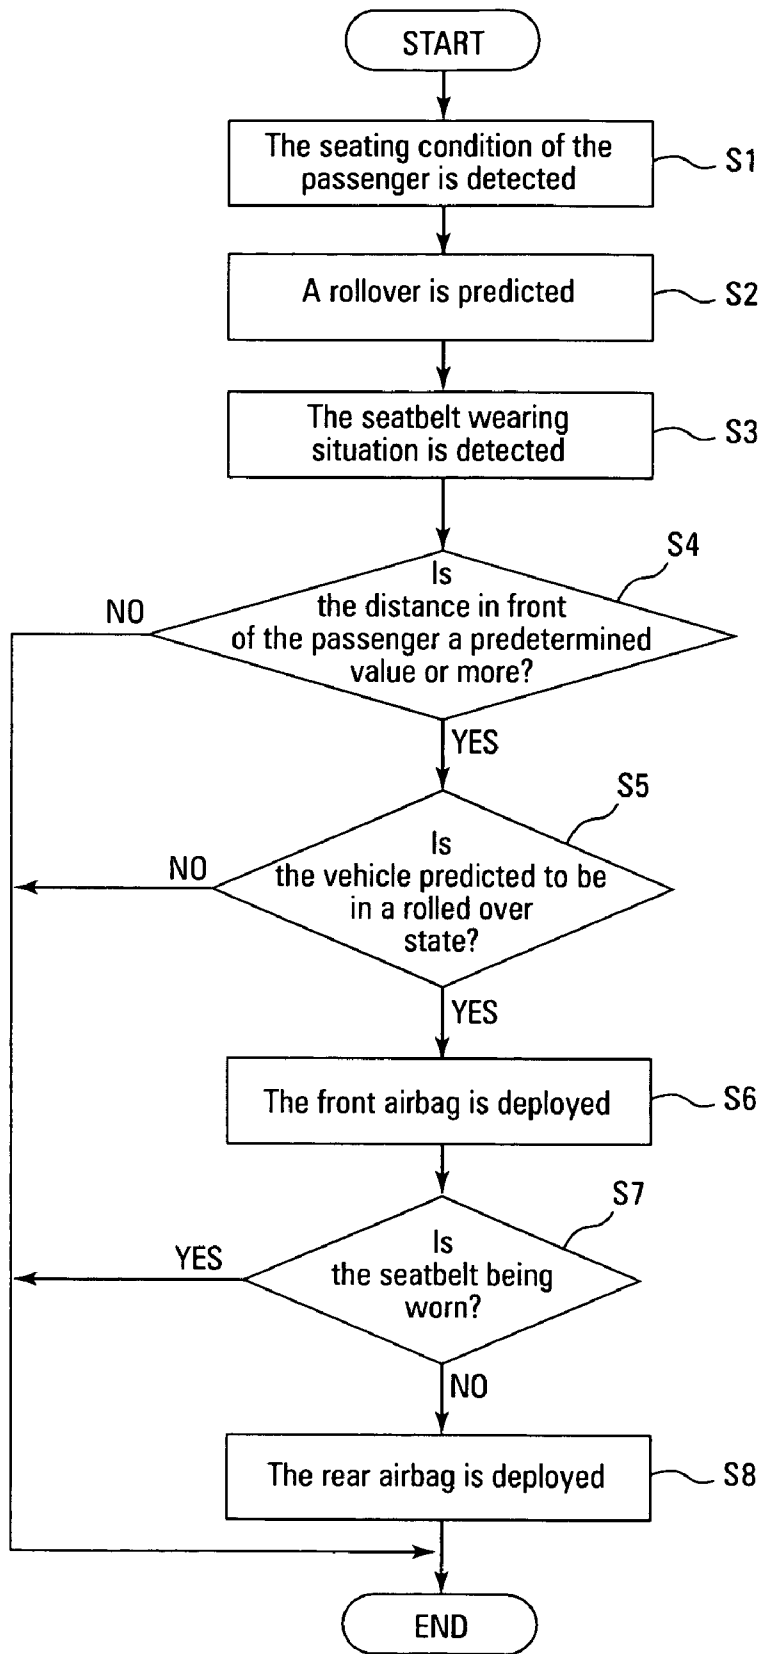 START
The seating condition of the
passenger is detected
S1
A rollover is predicted
S2
The seatbelt wearing
situation is detected
S3
S4
Is
the distance in front
of the passenger a predetermined
value or more?
NO
YES
S5
Is
the vehicle predicted to be
in a rolled over
state?
NO
YES
The front airbag is deployed
S6
S7
Is
the seatbelt being
worn?
YES
NO
The rear airbag is deployed
S8
END